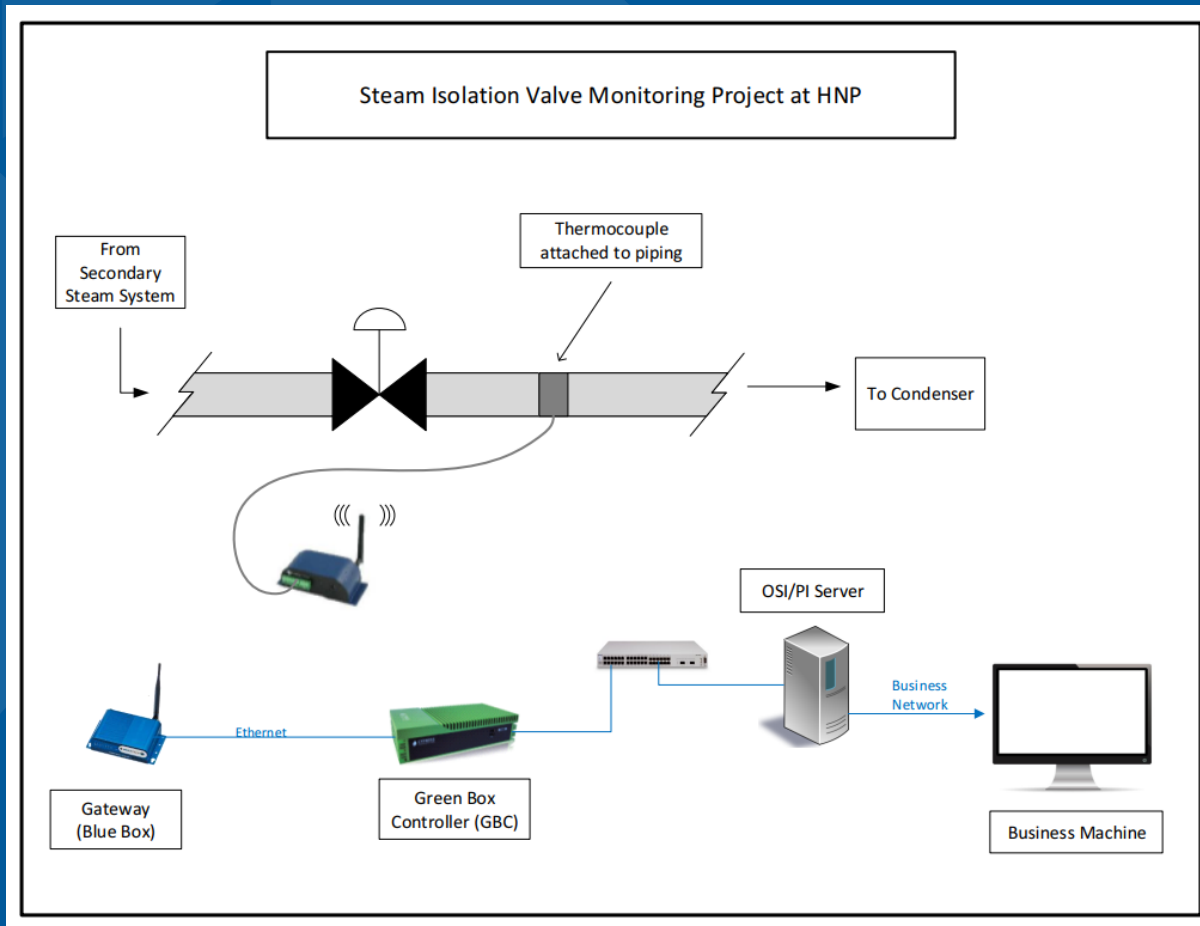 Steam Isolation Valve Monitoring Project at HNP
From
Secondary
Steam System
Thermocouple
attached to piping
To Condenser
OSI/PI Server
Business
Network
Ethernet
Gateway
(Blue Box)
Green Box
Controller (GBC)
Business Machine